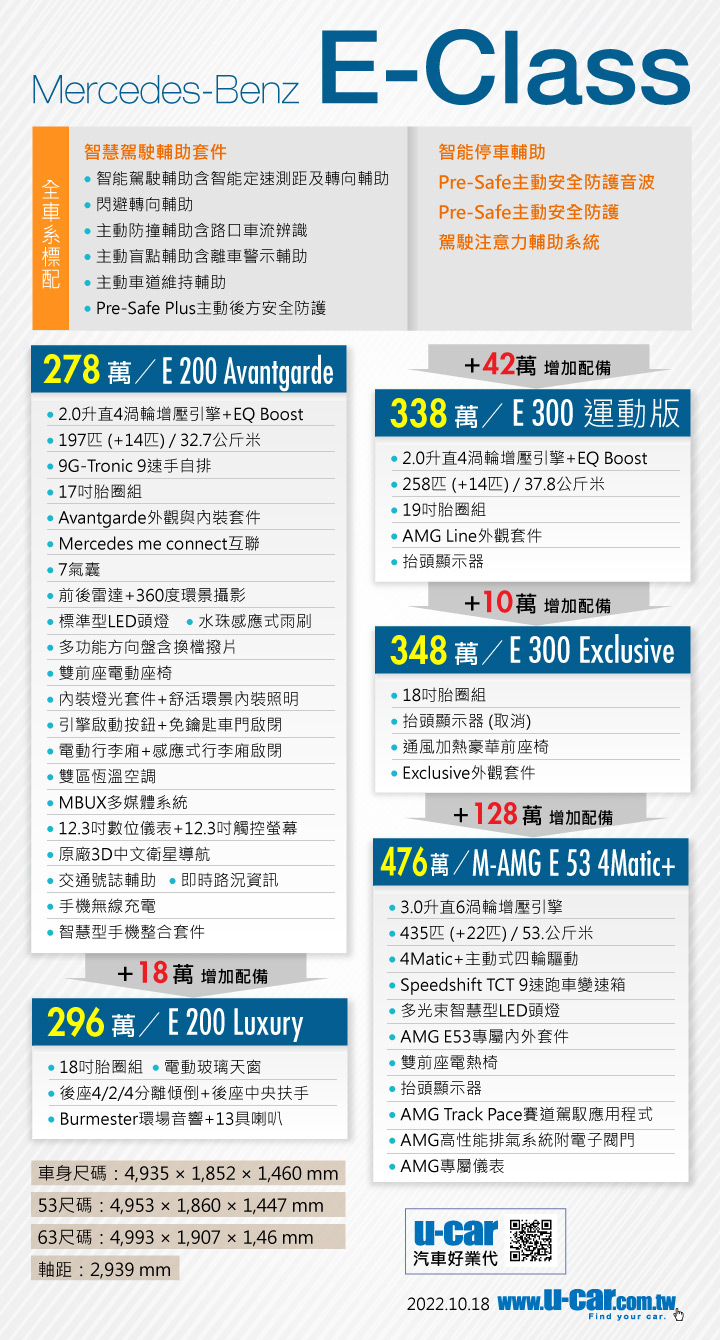 Mercedes-Benz E-Class
全車系標配
智慧駕駛輔助套件
• 智能駕駛輔助含智能定速測距及轉向輔助
• 閃避轉向輔助
• 主動防撞輔助含路口車流辨識
• 主動盲點輔助含離車警示輔助
• 主動車道維持輔助
• Pre-Safe Plus主動後方安全防護
智能停車輔助
Pre-Safe主動安全防護音波
Pre-Safe主動安全防護
駕駛注意力輔助系統
278萬／E 200 Avantgarde
• 2.0升直4渦輪增壓引擎+EQ Boost
• 197匹 (+14匹) / 32.7公斤米
• 9G-Tronic 9速手自排
• 17吋胎圈組
• Avantgarde外觀與內裝套件
• Mercedes me connect互聯
• 7氣囊
• 前後雷達+360度環景攝影
• 標準型LED頭燈 • 水珠感應式雨刷
• 多功能方向盤含換檔撥片
• 雙前座電動座椅
• 內裝燈光套件+舒活環景內裝照明
• 引擎啟動按鈕+免鑰匙車門啟閉
• 電動行李廂+感應式行李廂啟閉
• 雙區恆溫空調
• MBUX多媒體系統
• 12.3吋數位儀表+12.3吋觸控螢幕
• 原廠3D中文衛星導航
• 交通號誌輔助 • 即時路況資訊
• 手機無線充電
• 智慧型手機整合套件
+18萬 增加配備
296萬／E 200 Luxury
• 18吋胎圈組 • 電動玻璃天窗
• 後座4/2/4分離傾倒+後座中央扶手
• Burmester環場音響+13具喇叭
車身尺碼：4,935 × 1,852 × 1,460 mm
53尺碼：4,953 × 1,860 × 1,447 mm
63尺碼：4,993 × 1,907 × 1,46 mm
軸距：2,939 mm
+42萬 增加配備
338萬／E 300 運動版
• 2.0升直4渦輪增壓引擎+EQ Boost
• 258匹 (+14匹) / 37.8公斤米
• 19吋胎圈組
• AMG Line外觀套件
• 抬頭顯示器
+10萬 增加配備
348萬／E 300 Exclusive
• 18吋胎圈組
• 抬頭顯示器 (取消)
• 通風加熱豪華前座椅
• Exclusive外觀套件
+128萬 增加配備
476萬／M-AMG E 53 4Matic+
• 3.0升直6渦輪增壓引擎
• 435匹 (+22匹) / 53.公斤米
• 4Matic+主動式四輪驅動
• Speedshift TCT 9速跑車變速箱
• 多光束智慧型LED頭燈
• AMG E53專屬內外套件
• 雙前座電熱椅
• 抬頭顯示器
• AMG Track Pace賽道駕馭應用程式
• AMG高性能排氣系統附電子閥門
• AMG專屬儀表
u-car
汽車好業代
2022.10.18 www.u-car.com.tw
Find your car.